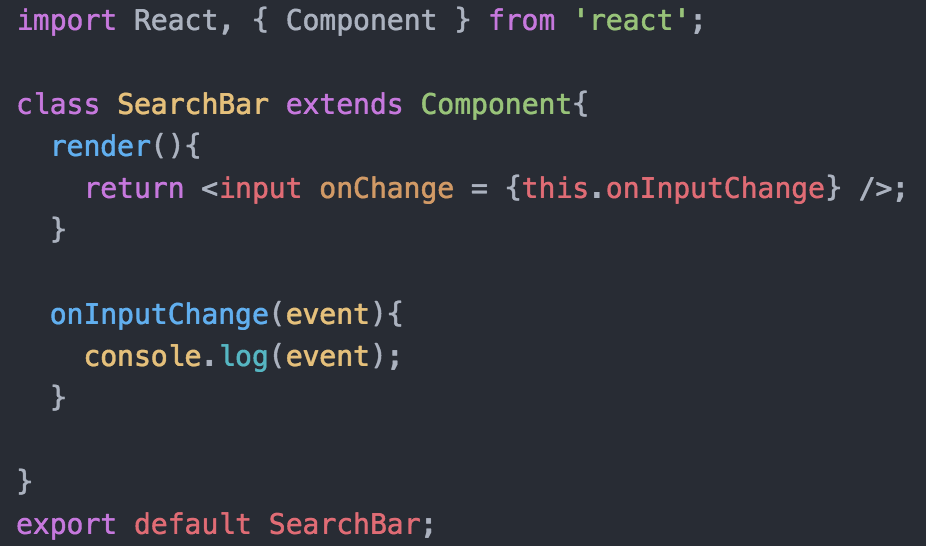 import React, { Component } from 'react';
class SearchBar extends Component{
render(){
return <input onChange = {this.onInputChange} />;
}
onInputChange(event){
console.log(event);
}
}
export default SearchBar;